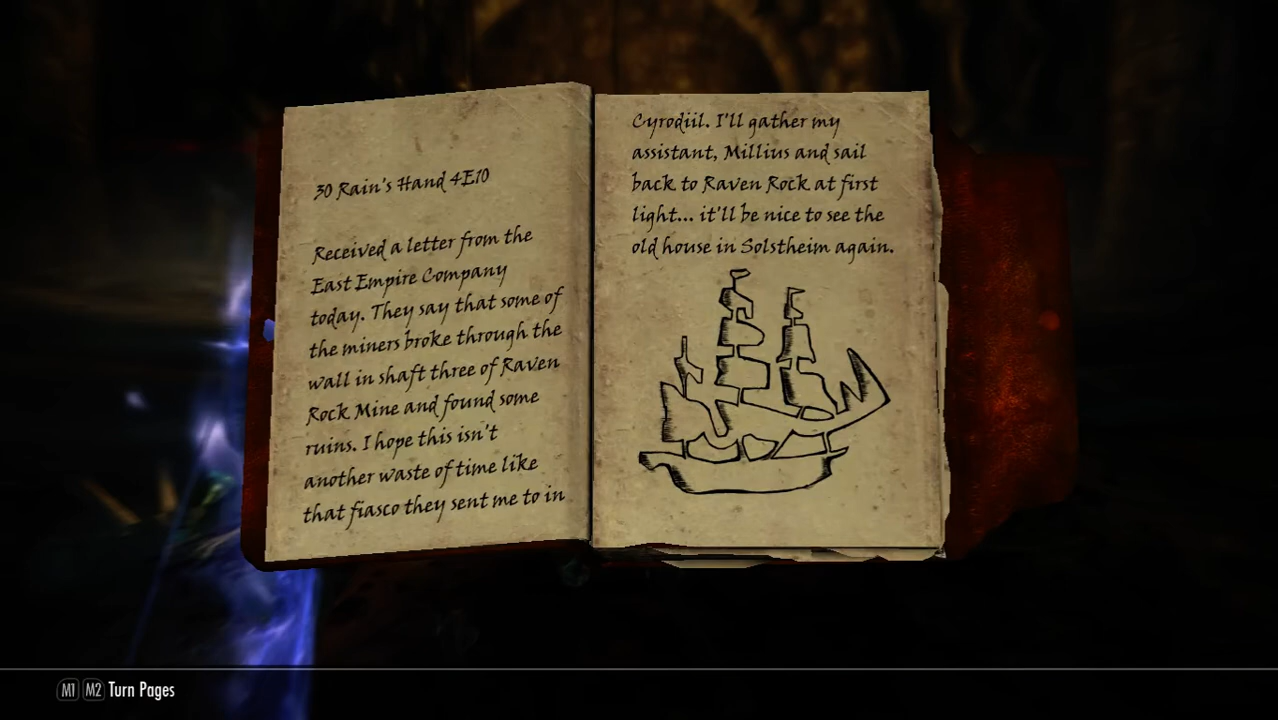 30 Rain's Hand 4E10
Received a letter from the
East Empire Company
today. They say that some of
the miners broke through the
wall in shaft three of Raven
Rock Mine and found some
ruins. I hope this isn't
another waste of time like
that fiasco they sent me to in
Cyrodiil. I'll gather my
assistant, Millius and sail
back to Raven Rock at first
light... it'll be nice to see the
old house in Solstheim again.
M1 M2 Turn Pages